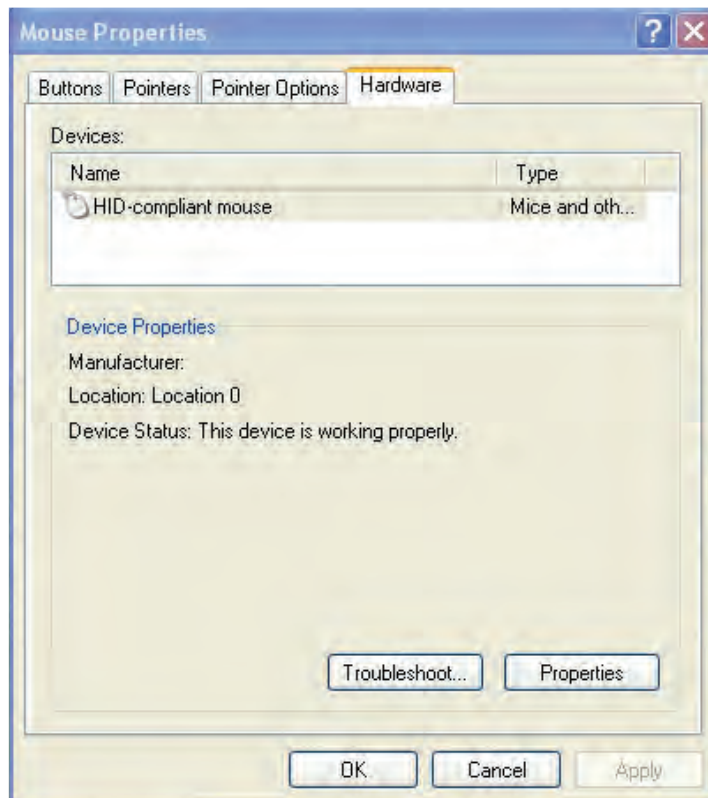 Mouse Properties
Buttons Pointers Pointer Options Hardware
Devices:
Name Type
HID-compliant mouse Mice and oth...
Device Properties
Manufacturer:
Location: Location 0
Device Status: This device is working properly.
Troubleshoot... Properties
OK Cancel Apply